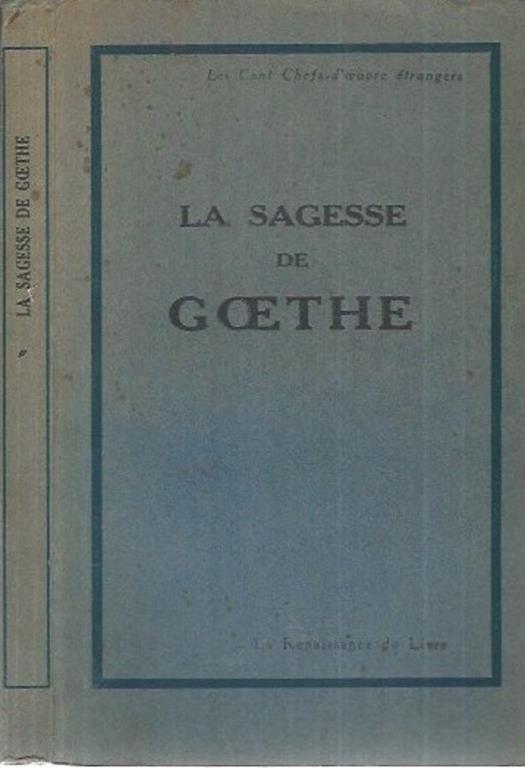 LA SAGESSE DE GŒTHE
Les Cent Chefs-d'œuvre étrangers
LA SAGESSE
DE
GŒTHE
La Renaissance du Livre